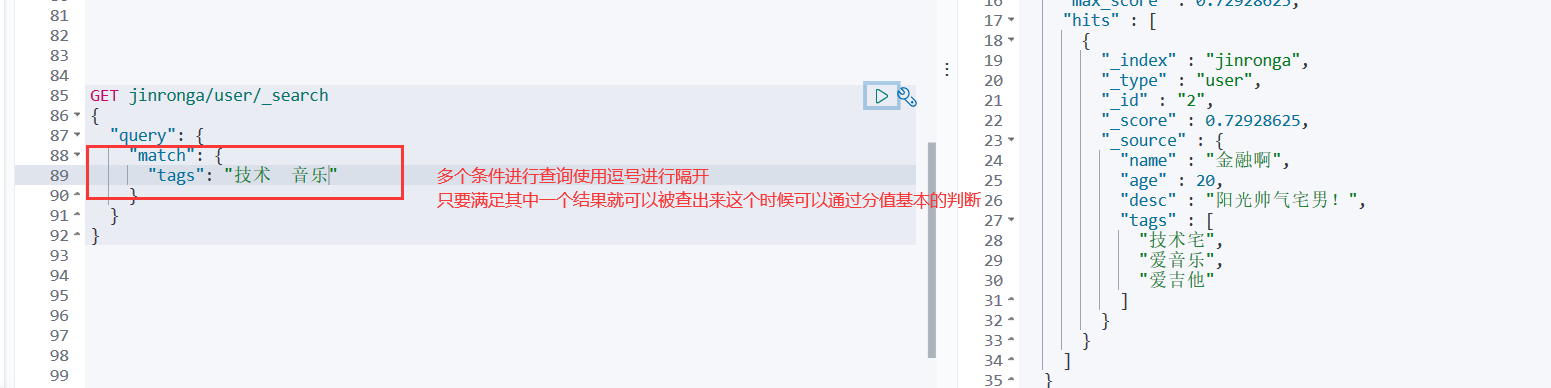 81
82
83
84
85 GET jinronga/user/_search
86 {
87 "query": {
88 "match": {
89 "tags": "技术 音乐"
90 }
91 }
92 }
93
94
95
96
97
98
99
多个条件进行查询使用逗号进行隔开
只要满足其中一个结果就可以被查出来这个时候可以通过分值基本的判断
16 "max_score" : 0.72928625,
17 "hits" : [
18 {
19 "_index" : "jinronga",
20 "_type" : "user",
21 "_id" : "2",
22 "_score" : 0.72928625,
23 "_source" : {
24 "name" : "金融啊",
25 "age" : 20,
26 "desc" : "阳光帅气宅男！",
27 "tags" : [
28 "技术宅",
29 "爱音乐",
30 "爱吉他"
31 ]
32 }
33 }
34 ]
35 }